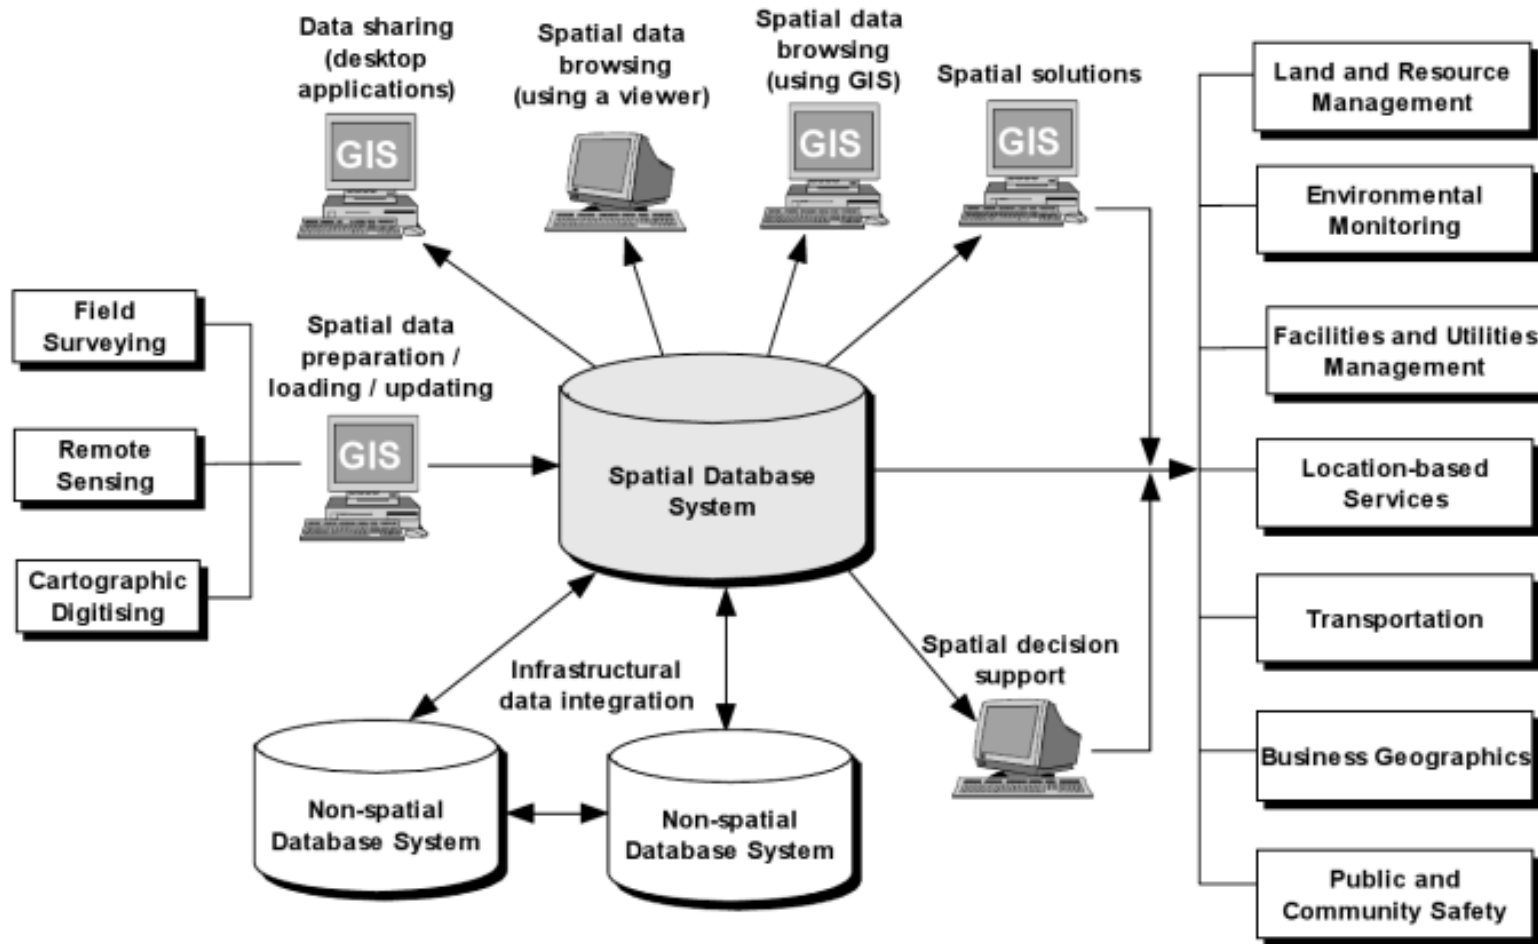 Data sharing
(desktop
applications)
Spatial data
browsing
(using a viewer)
Spatial data
browsing
(using GIS)
Spatial solutions
GIS
GIS
GIS
Field
Surveying
Remote
Sensing
Cartographic
Digitising
Spatial data
preparation /
loading / updating
GIS
Spatial Database
System
Infrastructural
data integration
Non-spatial
Database System
Non-spatial
Database System
Spatial decision
support
Land and Resource
Management
Environmental
Monitoring
Facilities and Utilities
Management
Location-based
Services
Transportation
Business Geographics
Public and
Community Safety